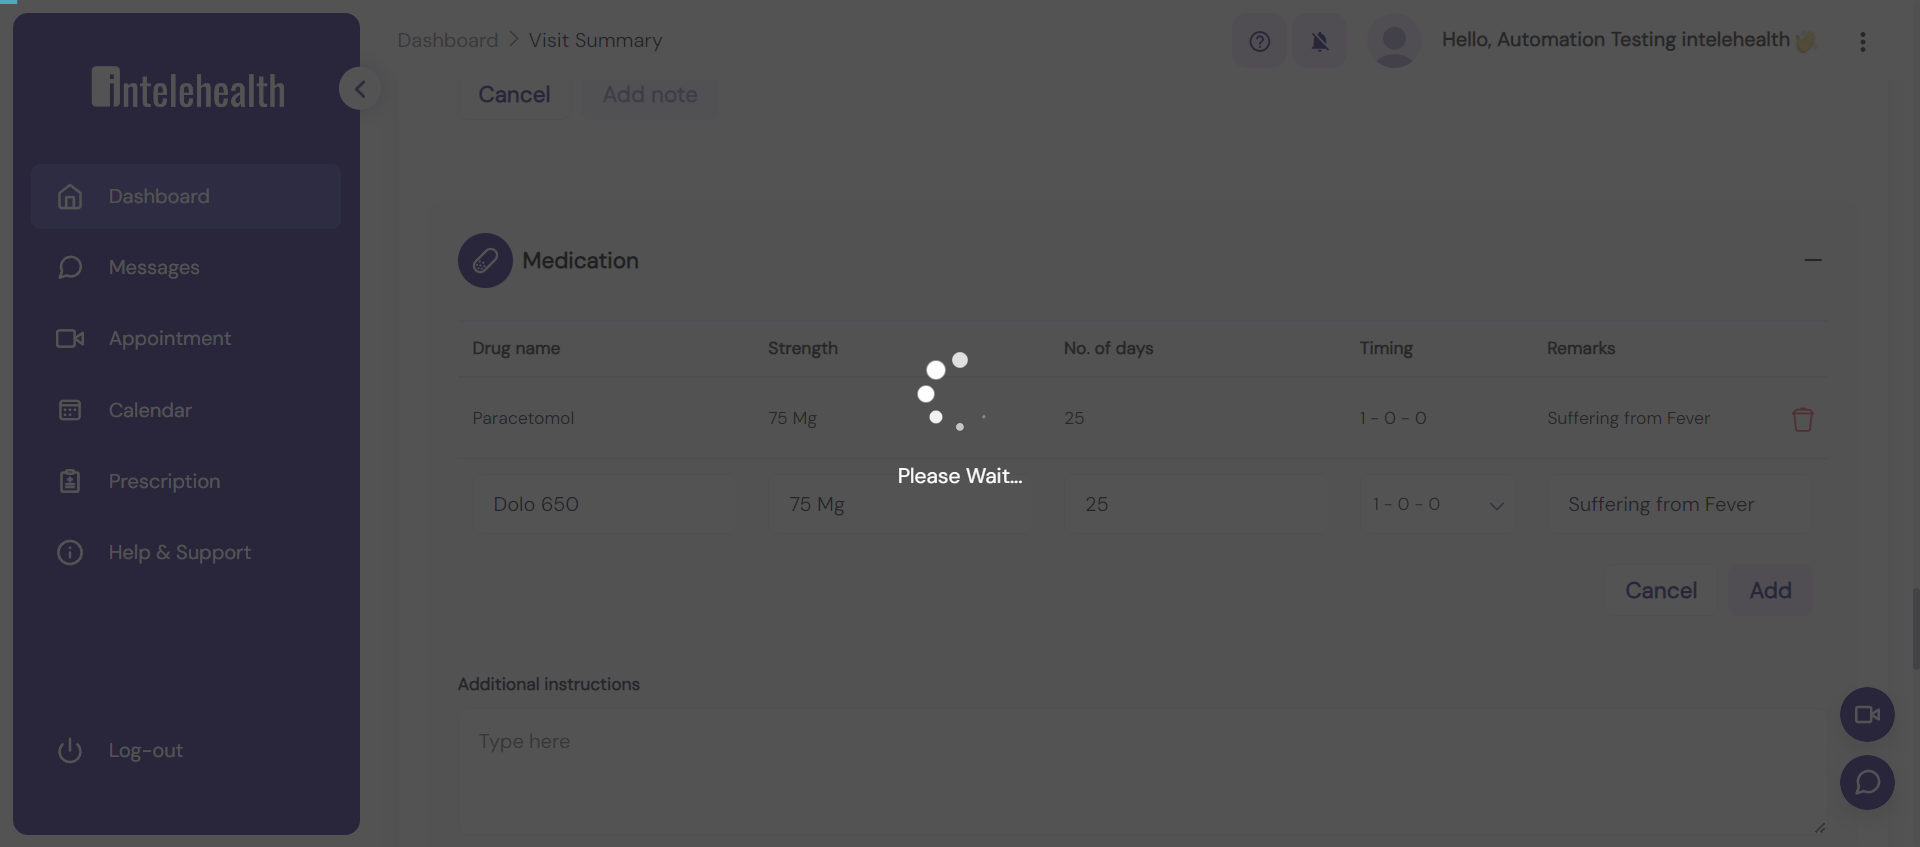 intelehealth
Dashboard
Messages
Appointment
Calendar
Prescription
Help & Support
Log-out
Dashboard > Visit Summary
Hello, Automation Testing intelehealth 👋
Cancel
Add note
Medication
Drug name Strength No. of days Timing Remarks
Paracetomol 75 Mg 25 1 - 0 - 0 Suffering from Fever
Please Wait...
Dolo 650 75 Mg 25 1 - 0 - 0 Suffering from Fever
Cancel Add
Additional instructions
Type here